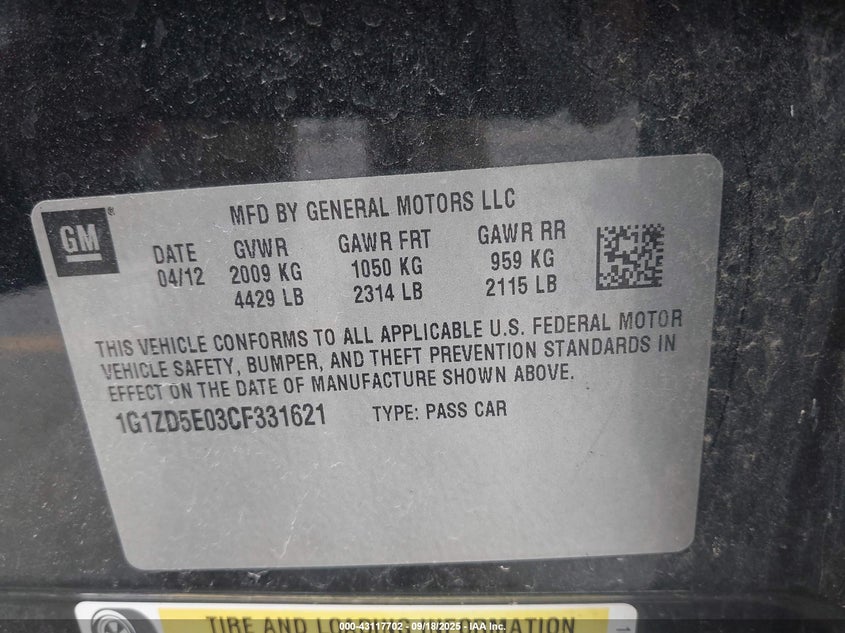 GM®
MFD BY GENERAL MOTORS LLC
DATE GVWR GAWR FRT GAWR RR
04/12 2009 KG 1050 KG 959 KG
4429 LB 2314 LB 2115 LB
THIS VEHICLE CONFORMS TO ALL APPLICABLE U.S. FEDERAL MOTOR
VEHICLE SAFETY, BUMPER, AND THEFT PREVENTION STANDARDS IN
EFFECT ON THE DATE OF MANUFACTURE SHOWN ABOVE.
1G1ZD5E03CF331621 TYPE: PASS CAR
TIRE AND
000-43117702 - 09/18/2025 - IAA Inc.